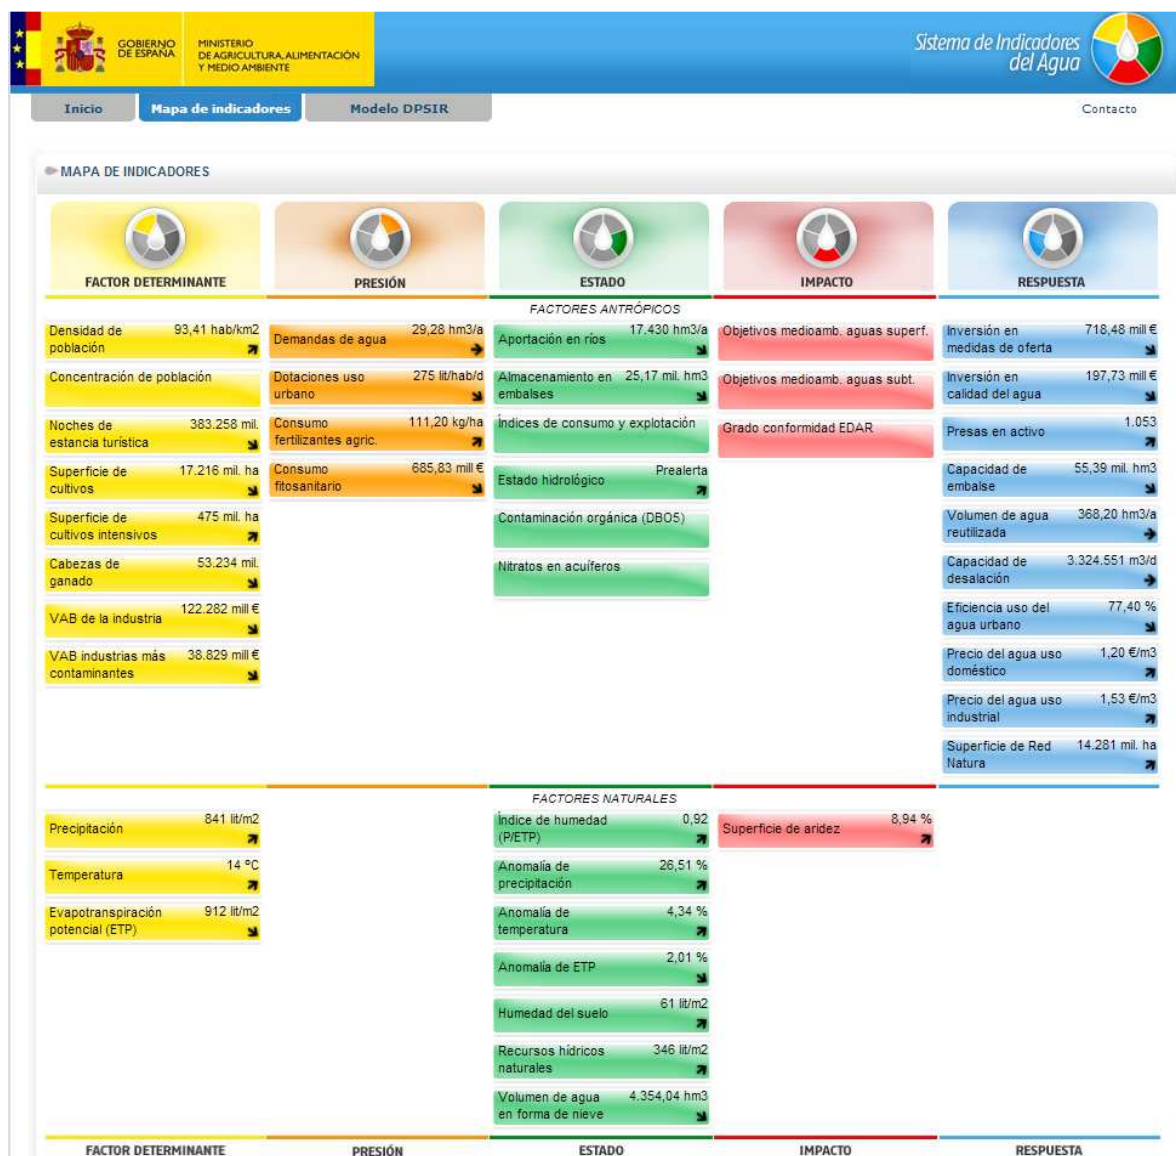 GOBIERNO
DE ESPAÑA
MINISTERIO
DE AGRICULTURA, ALIMENTACIÓN
Y MEDIO AMBIENTE
Sistema de Indicadores
del Agua
Inicio
Mapa de indicadores
Modelo DPSIR
Contacto
MAPA DE INDICADORES
FACTOR DETERMINANTE
PRESIÓN
ESTADO
IMPACTO
RESPUESTA
FACTORES ANTRÓPICOS
Densidad de 93,41 hab/km2
población
Concentración de población
Noches de 383.258 mil.
estancia turística
Superficie de 17.216 mil. ha
cultivos
Superficie de 475 mil. ha
cultivos intensivos
Cabezas de 53.234 mil.
ganado
122.282 mill €
VAB de la industria
VAB industrias más 38.829 mill €
contaminantes
29,28 hm3/a
Demandas de agua
Dotaciones uso 275 lit/hab/d
urbano
Consumo 111,20 kg/ha
fertilizantes agric.
Consumo 685,83 mill €
fitosanitario
17.430 hm3/a
Aportación en ríos
Almacenamiento en 25,17 mil. hm3
embalses
Índices de consumo y explotación
Prealerta
Estado hidrológico
Contaminación orgánica (DBO5)
Nitratos en acuíferos
Objetivos medioamb. aguas superf.
Objetivos medioamb. aguas subt.
Grado conformidad EDAR
Inversión en 718,48 mill €
medidas de oferta
Inversión en 197,73 mill €
calidad del agua
1.053
Presas en activo
Capacidad de 55,39 mil. hm3
embalse
Volumen de agua 368,20 hm3/a
reutilizada
Capacidad de 3.324.551 m3/d
desalación
Eficiencia uso del 77,40 %
agua urbano
Precio del agua uso 1,20 €/m3
doméstico
Precio del agua uso 1,53 €/m3
industrial
Superficie de Red 14.281 mil. ha
Natura
FACTORES NATURALES
841 lit/m2
Precipitación
14 ºC
Temperatura
Evapotranspiración 912 lit/m2
potencial (ETP)
Índice de humedad 0,92
(P/ETP)
Anomalía de 26,51 %
precipitación
Anomalía de 4,34 %
temperatura
2,01 %
Anomalía de ETP
61 lit/m2
Humedad del suelo
Recursos hídricos 346 lit/m2
naturales
Volumen de agua 4.354,04 hm3
en forma de nieve
8,94 %
Superficie de aridez
FACTOR DETERMINANTE
PRESIÓN
ESTADO
IMPACTO
RESPUESTA